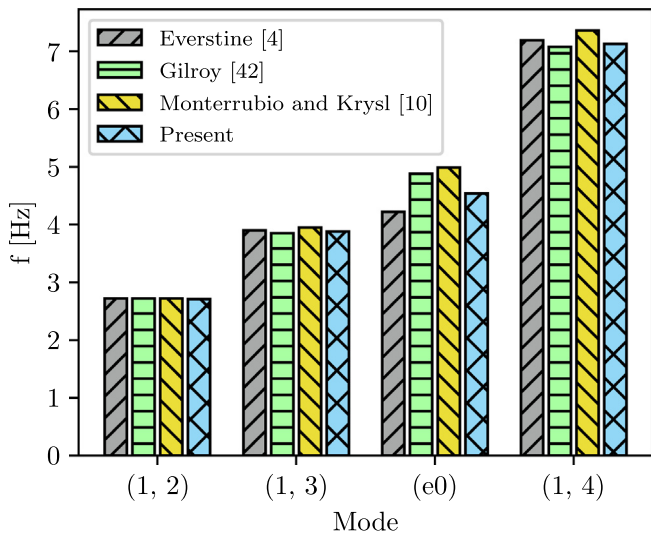 Everstine [4]
Gilroy [42]
Monterrubio and Krysl [10]
Present
f [Hz]
7
6
5
4
3
2
1
0
(1, 2) (1, 3) (e0) (1, 4)
Mode